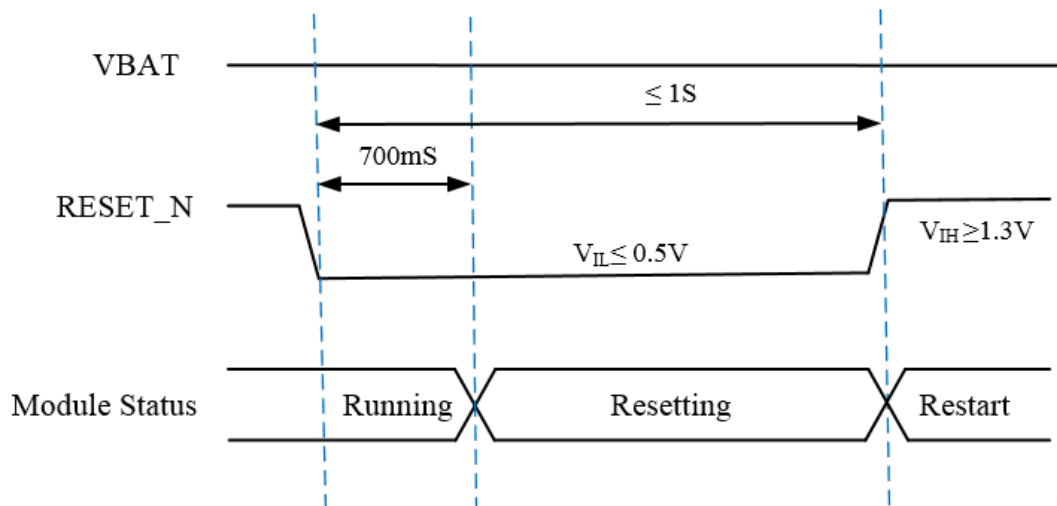 VBAT
≤ 1S
700mS
RESET_N
VIL≤ 0.5V
VIH≥1.3V
Module Status
Running
Resetting
Restart